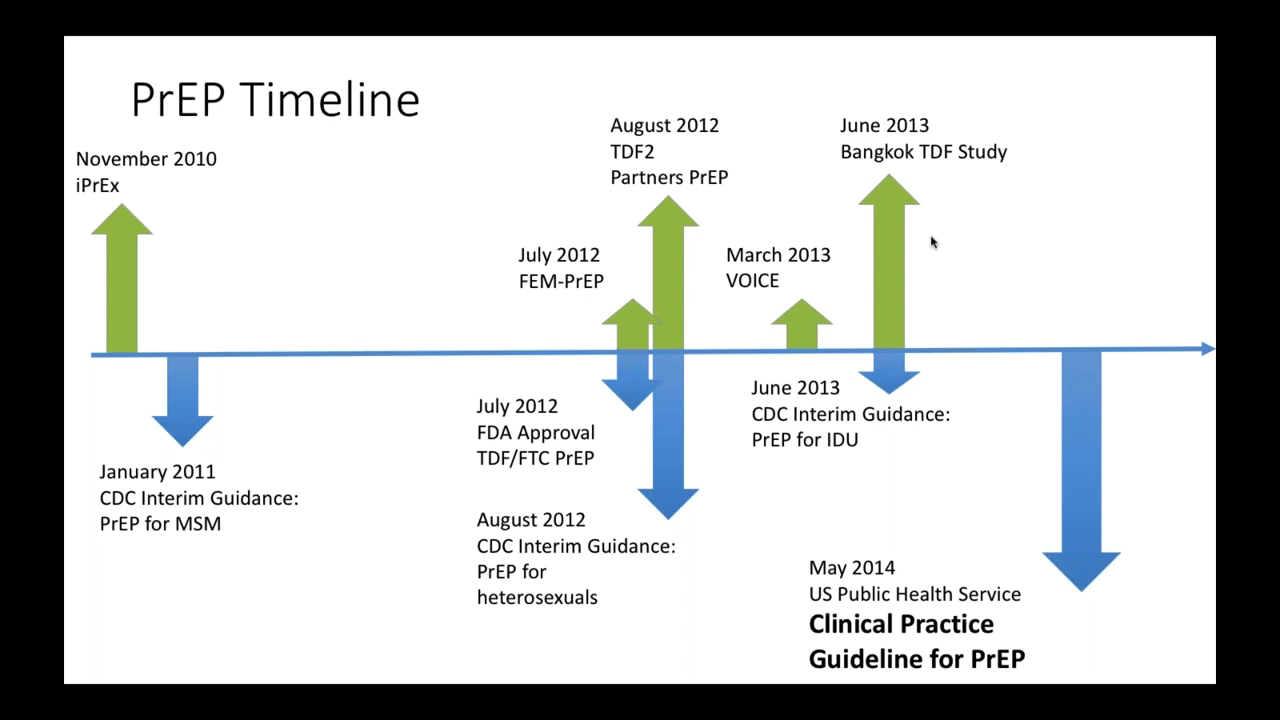 PrEP Timeline
November 2010
iPrEx
August 2012
TDF2
Partners PrEP
June 2013
Bangkok TDF Study
July 2012
FEM-PrEP
March 2013
VOICE
January 2011
CDC Interim Guidance:
PrEP for MSM
July 2012
FDA Approval
TDF/FTC PrEP
August 2012
CDC Interim Guidance:
PrEP for
heterosexuals
June 2013
CDC Interim Guidance:
PrEP for IDU
May 2014
US Public Health Service
Clinical Practice
Guideline for PrEP